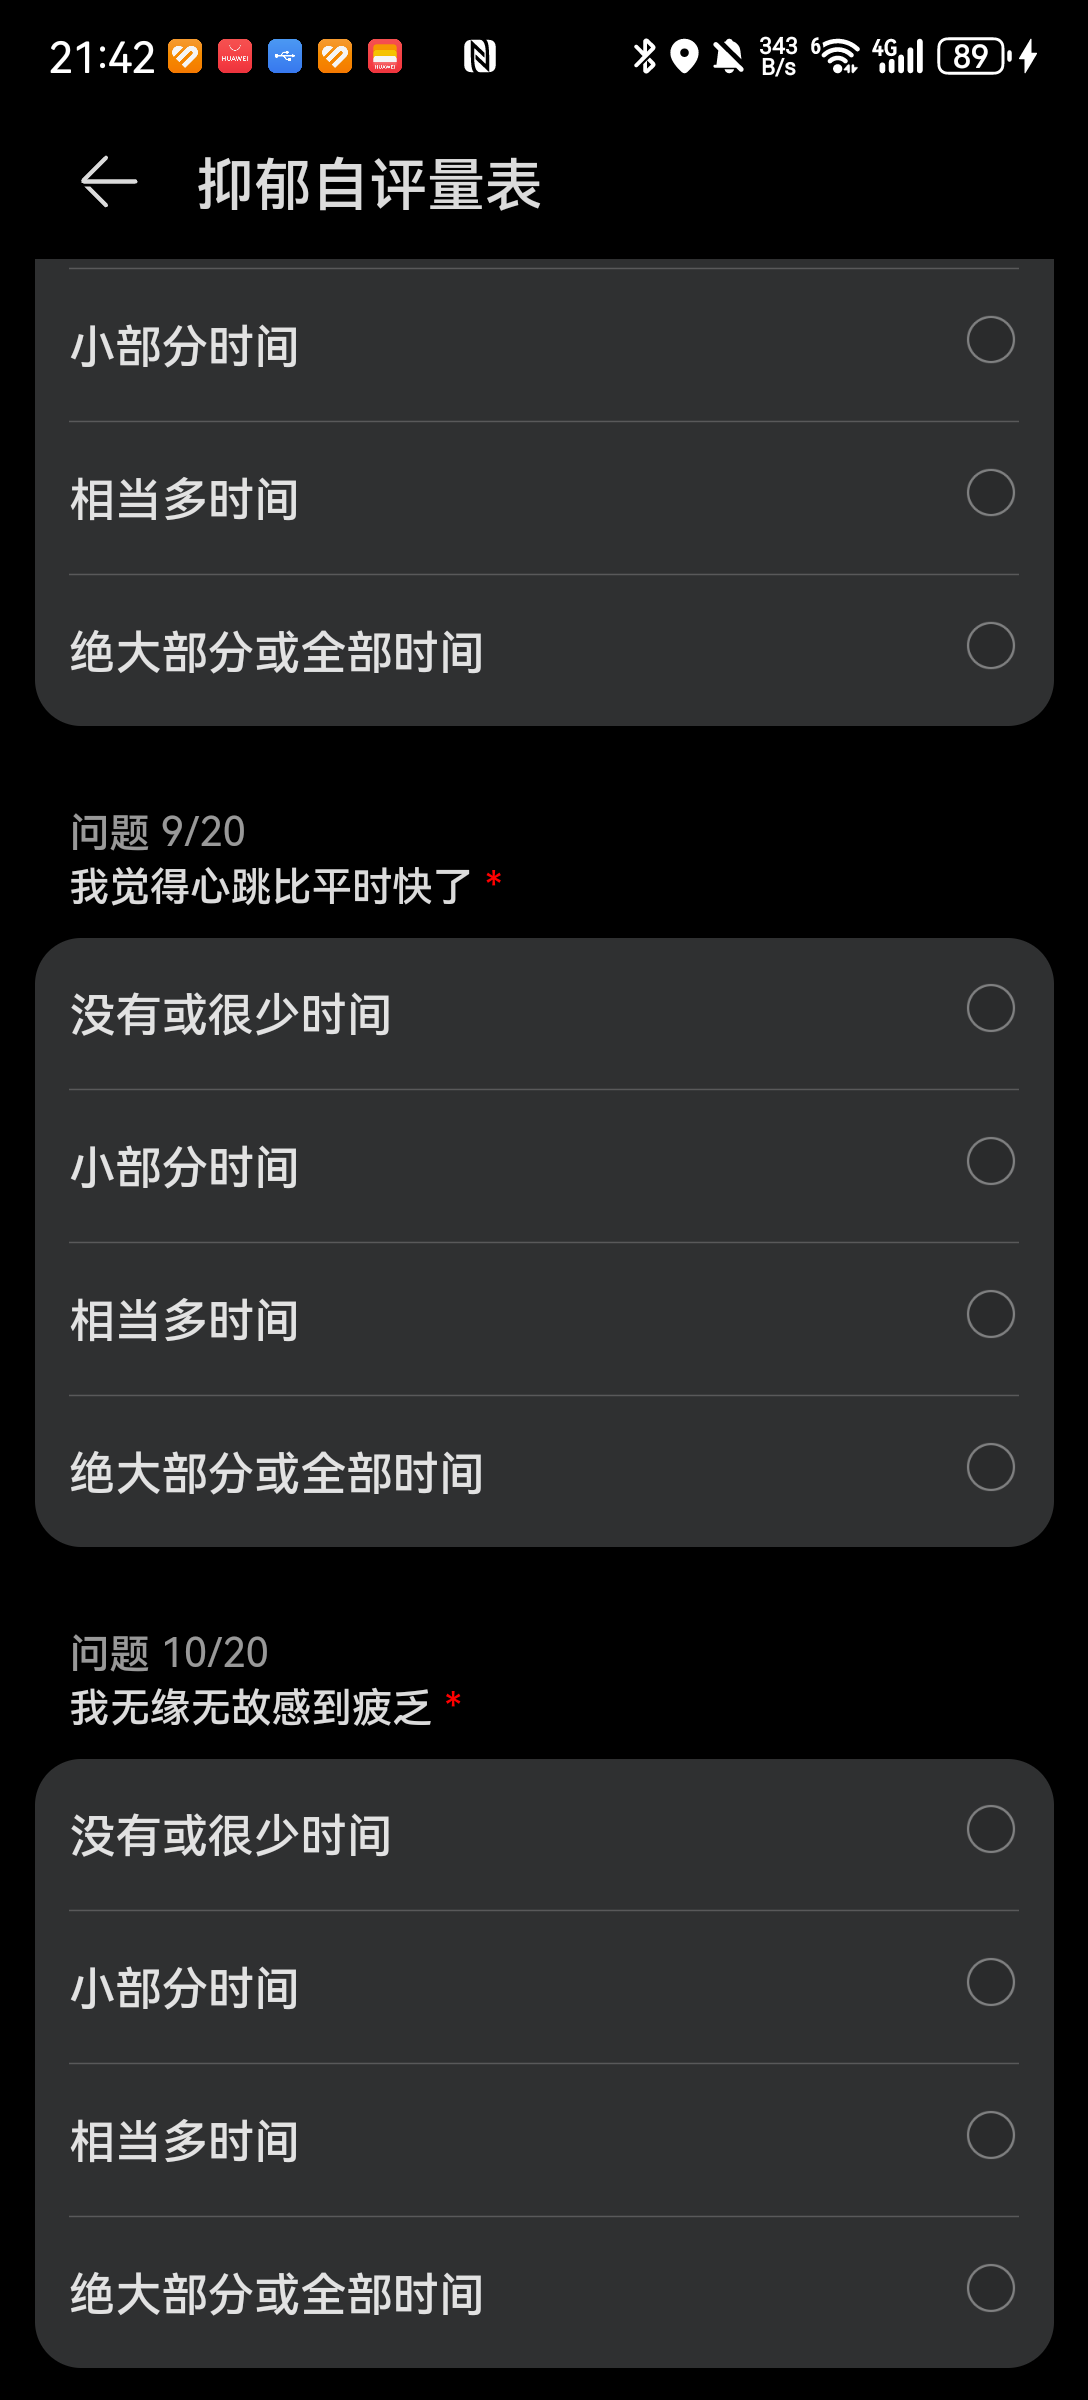 21:42 343 B/s 6 4G 89
抑郁自评量表
小部分时间
相当多时间
绝大部分或全部时间
问题 9/20
我觉得心跳比平时快了 *
没有或很少时间
小部分时间
相当多时间
绝大部分或全部时间
问题 10/20
我无缘无故感到疲乏 *
没有或很少时间
小部分时间
相当多时间
绝大部分或全部时间